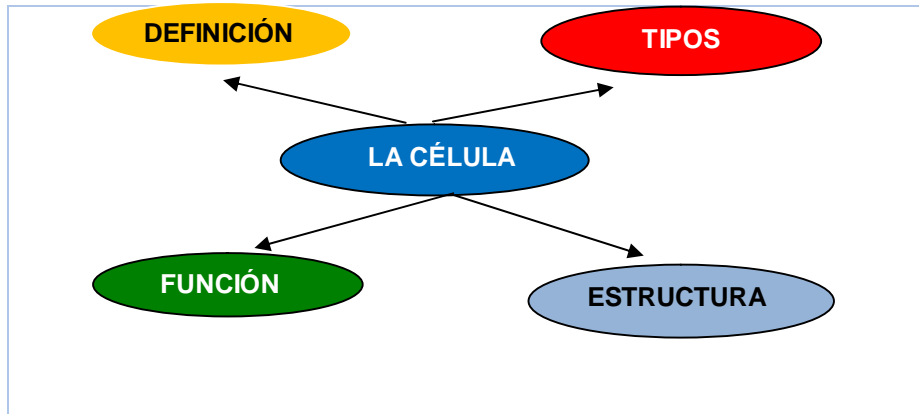 DEFINICIÓN
TIPOS
LA CÉLULA
FUNCIÓN
ESTRUCTURA